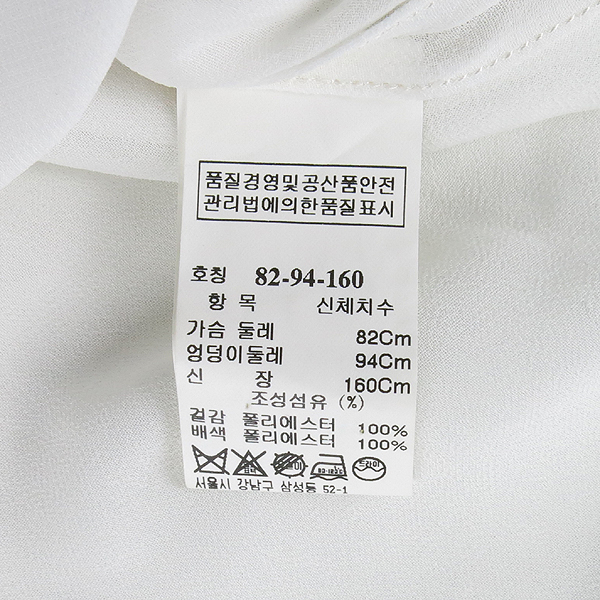 품질경영및공산품안전
관리법에의한품질표시
호칭 82-94-160
항 목 신체치수
가슴 둘레 82Cm
엉덩이둘레 94Cm
신 장 160Cm
조성섬유 (%)
겉감 폴리에스터 100%
배색 폴리에스터 100%
드라이
서울시 강남구 삼성동 52-1